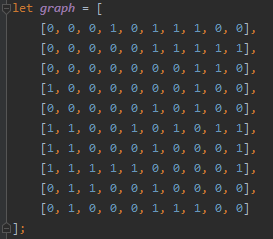 let graph = [
[0, 0, 0, 1, 0, 1, 1, 1, 0, 0],
[0, 0, 0, 0, 0, 1, 1, 1, 1, 1],
[0, 0, 0, 0, 0, 0, 0, 1, 1, 0],
[1, 0, 0, 0, 0, 0, 0, 1, 0, 0],
[0, 0, 0, 0, 0, 1, 0, 1, 0, 0],
[1, 1, 0, 0, 1, 0, 1, 0, 1, 1],
[1, 1, 0, 0, 0, 1, 0, 0, 0, 1],
[1, 1, 1, 1, 1, 0, 0, 0, 0, 1],
[0, 1, 1, 0, 0, 1, 0, 0, 0, 0],
[0, 1, 0, 0, 0, 1, 1, 1, 0, 0]
];